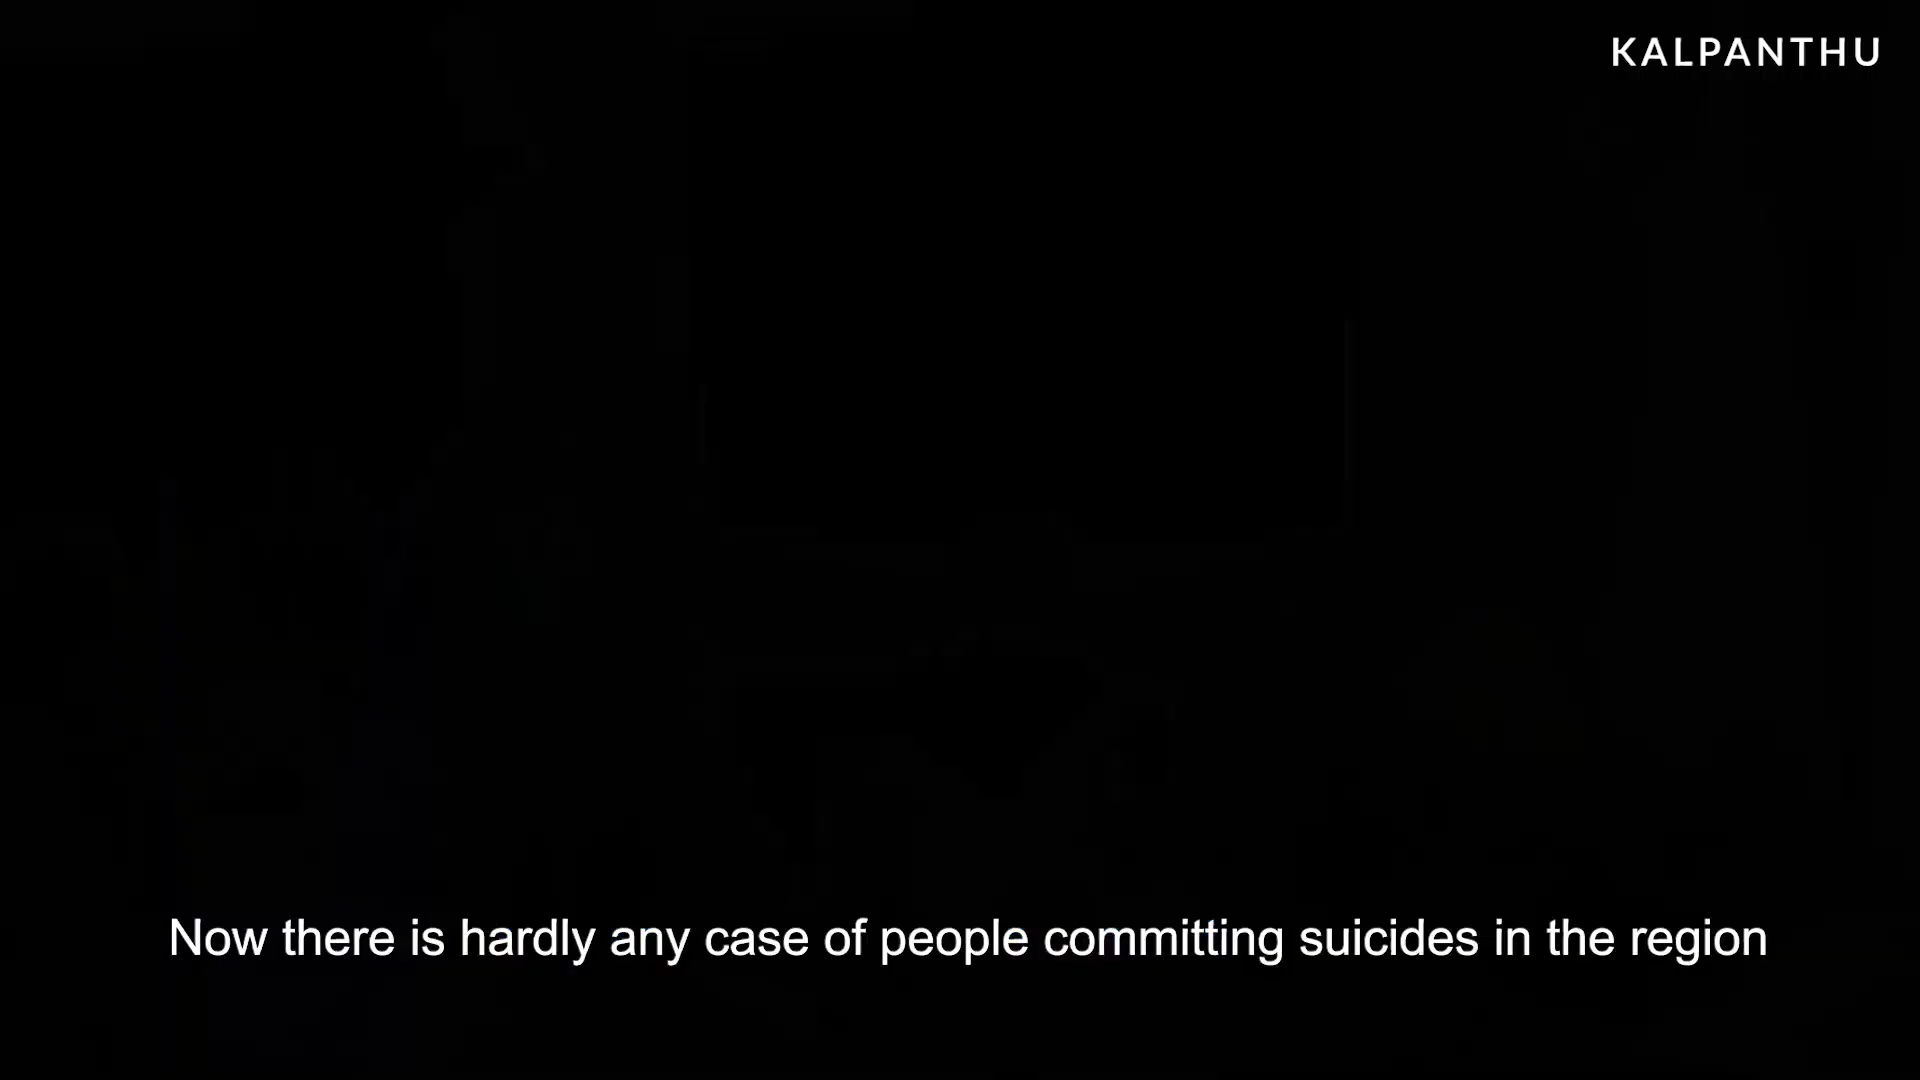 KALPANTHU
Now there is hardly any case of people committing suicides in the region